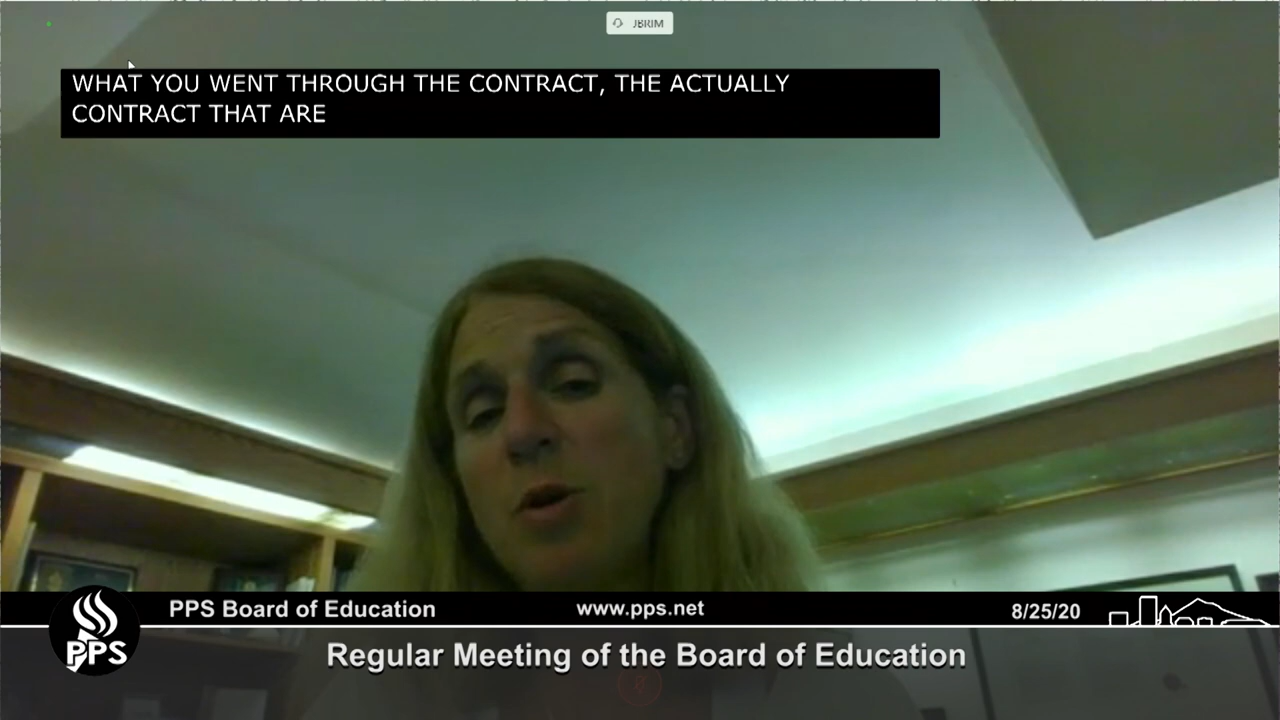 JBRIM
WHAT YOU WENT THROUGH THE CONTRACT, THE ACTUALLY
CONTRACT THAT ARE
PPS Board of Education
www.pps.net
8/25/20
PPS
Regular Meeting of the Board of Education